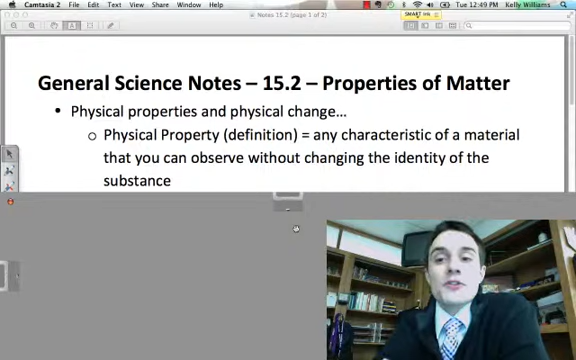 Camtasia 2 File Edit View Window Help Tue 12:49 PM Kelly Williams
Notes 15.2 (page 1 of 2)
General Science Notes – 15.2 – Properties of Matter
• Physical properties and physical change…
o Physical Property (definition) = any characteristic of a material
that you can observe without changing the identity of the
substance